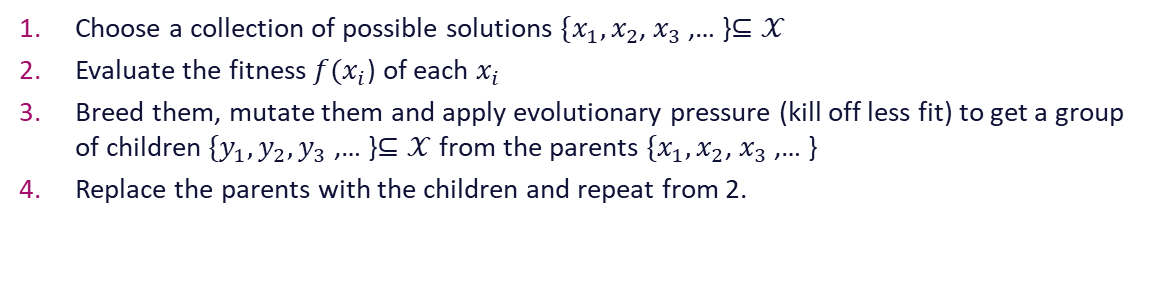 1. Choose a collection of possible solutions {𝑥₁, 𝑥₂, 𝑥₃ ,… }⊆ 𝒳
2. Evaluate the fitness 𝑓(𝑥ᵢ) of each 𝑥ᵢ
3. Breed them, mutate them and apply evolutionary pressure (kill off less fit) to get a group
of children {𝑦₁, 𝑦₂, 𝑦₃ ,… }⊆ 𝒳 from the parents {𝑥₁, 𝑥₂, 𝑥₃ ,… }
4. Replace the parents with the children and repeat from 2.